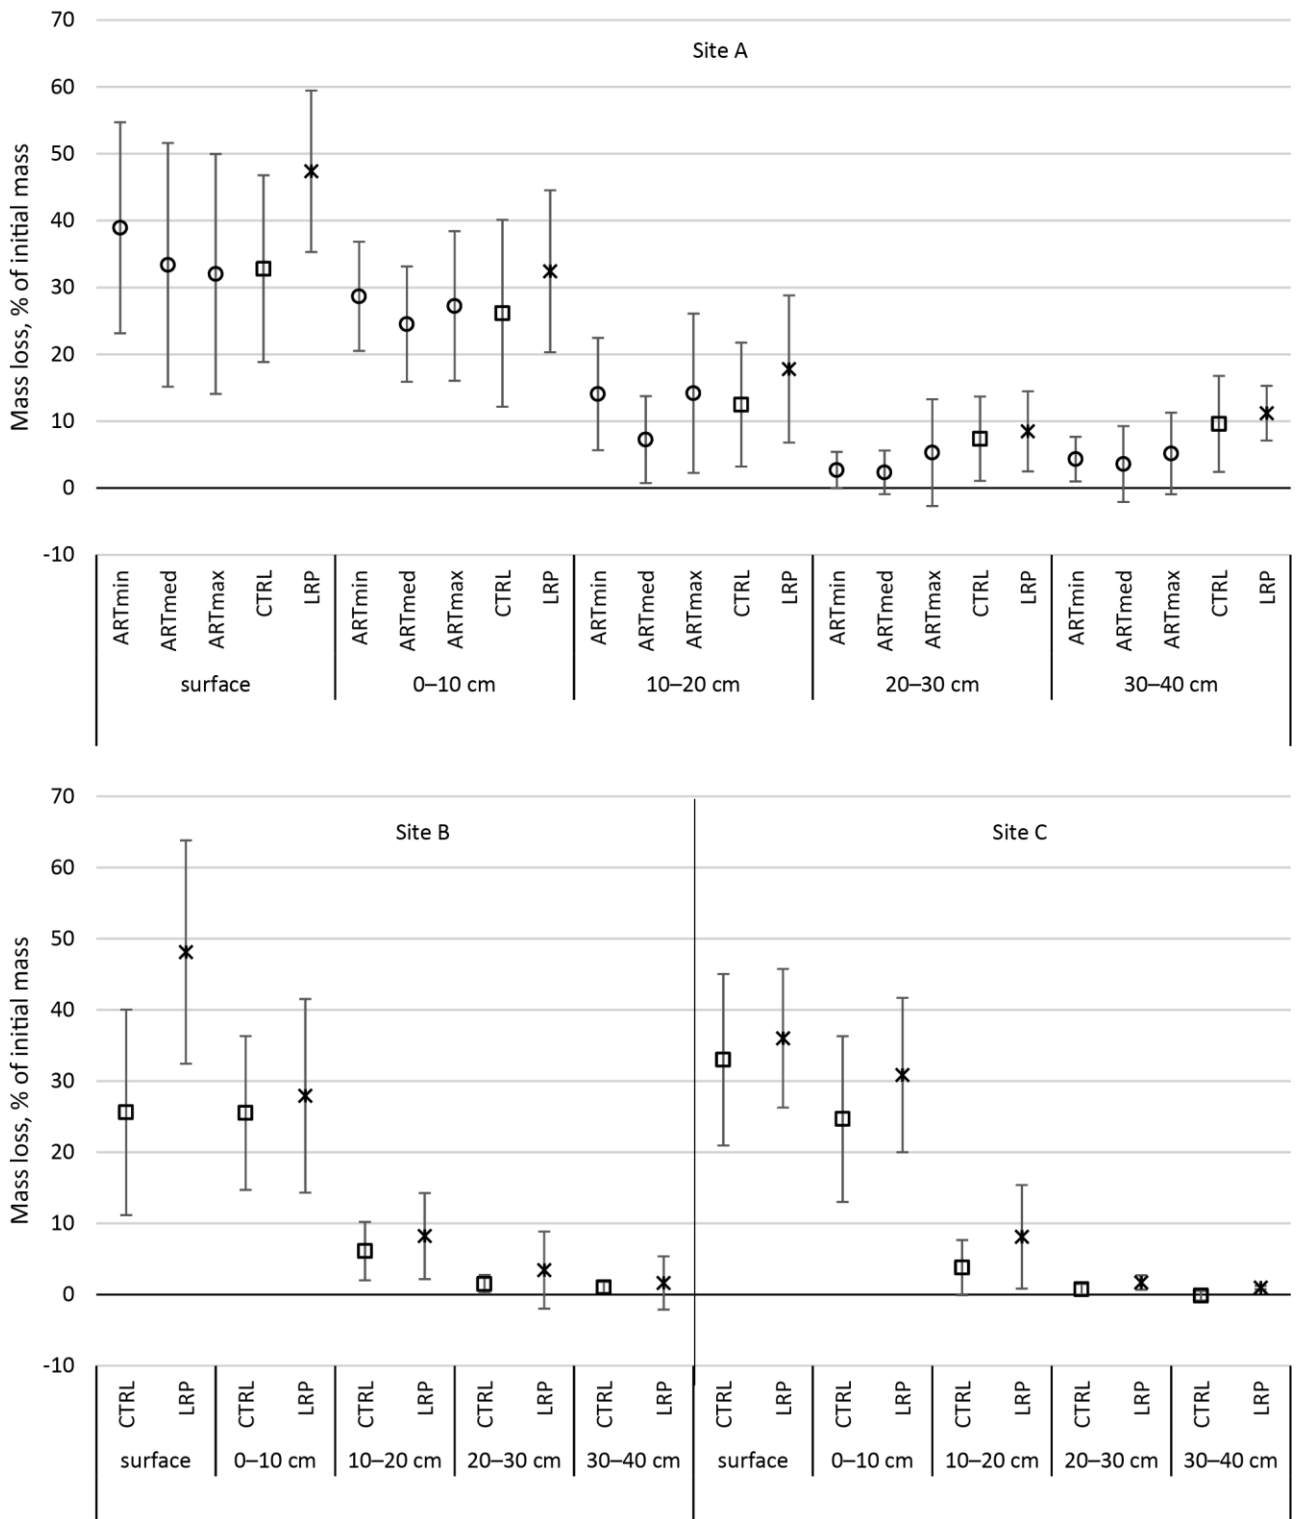 70
Site A
60
50
40
30
20
10
0
-10
Mass loss, % of initial mass
ARTmin ARTmed ARTmax CTRL LRP ARTmin ARTmed ARTmax CTRL LRP ARTmin ARTmed ARTmax CTRL LRP ARTmin ARTmed ARTmax CTRL LRP ARTmin ARTmed ARTmax CTRL LRP
surface 0–10 cm 10–20 cm 20–30 cm 30–40 cm
70
Site B Site C
60
50
40
30
20
10
0
-10
Mass loss, % of initial mass
CTRL LRP CTRL LRP CTRL LRP CTRL LRP CTRL LRP CTRL LRP CTRL LRP CTRL LRP CTRL LRP CTRL LRP
surface 0–10 cm 10–20 cm 20–30 cm 30–40 cm surface 0–10 cm 10–20 cm 20–30 cm 30–40 cm